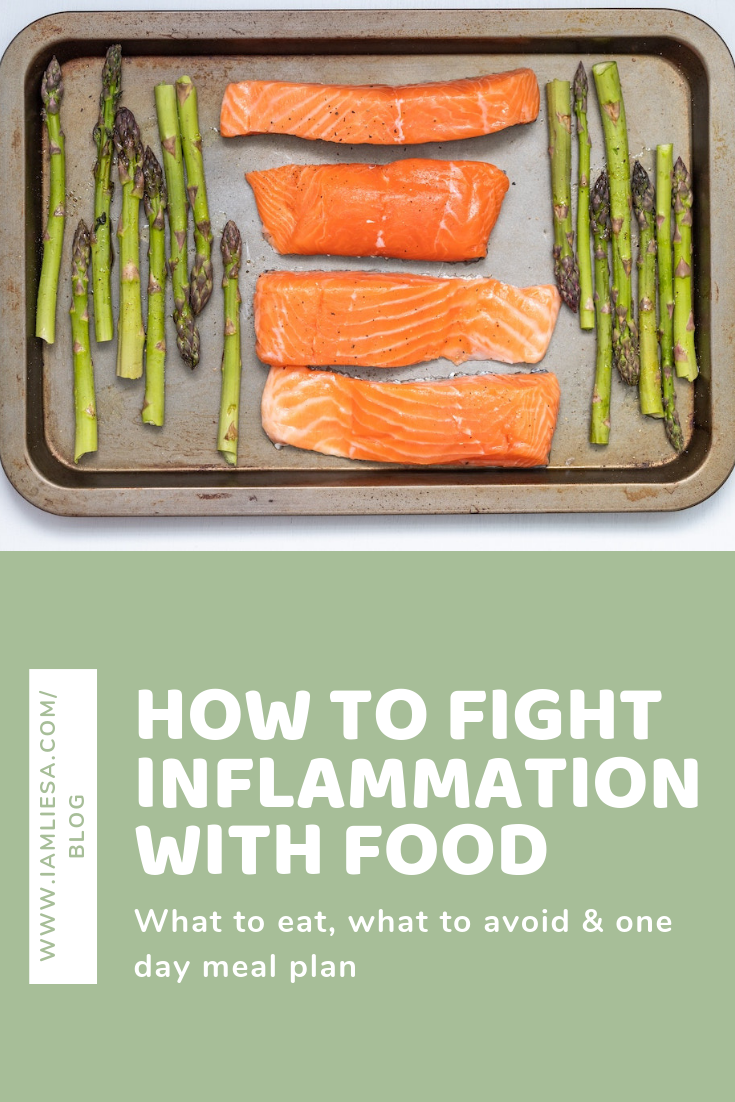 WWW.IAMLIESA.COM/
BLOG
HOW TO FIGHT
INFLAMMATION
WITH FOOD
What to eat, what to avoid & one
day meal plan